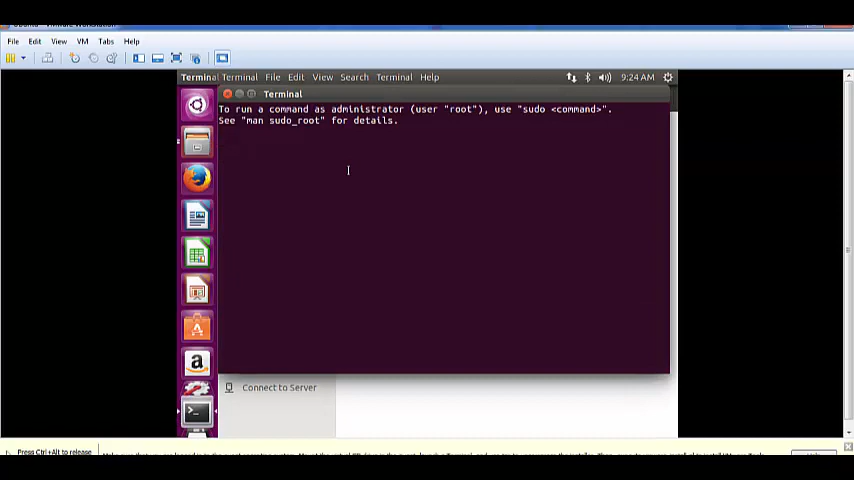 File Edit View VM Tabs Help
Terminal Terminal File Edit View Search Terminal Help 9:24 AM
Terminal
To run a command as administrator (user "root"), use "sudo <command>".
See "man sudo_root" for details.
Connect to Server
Press Ctrl+Alt to release